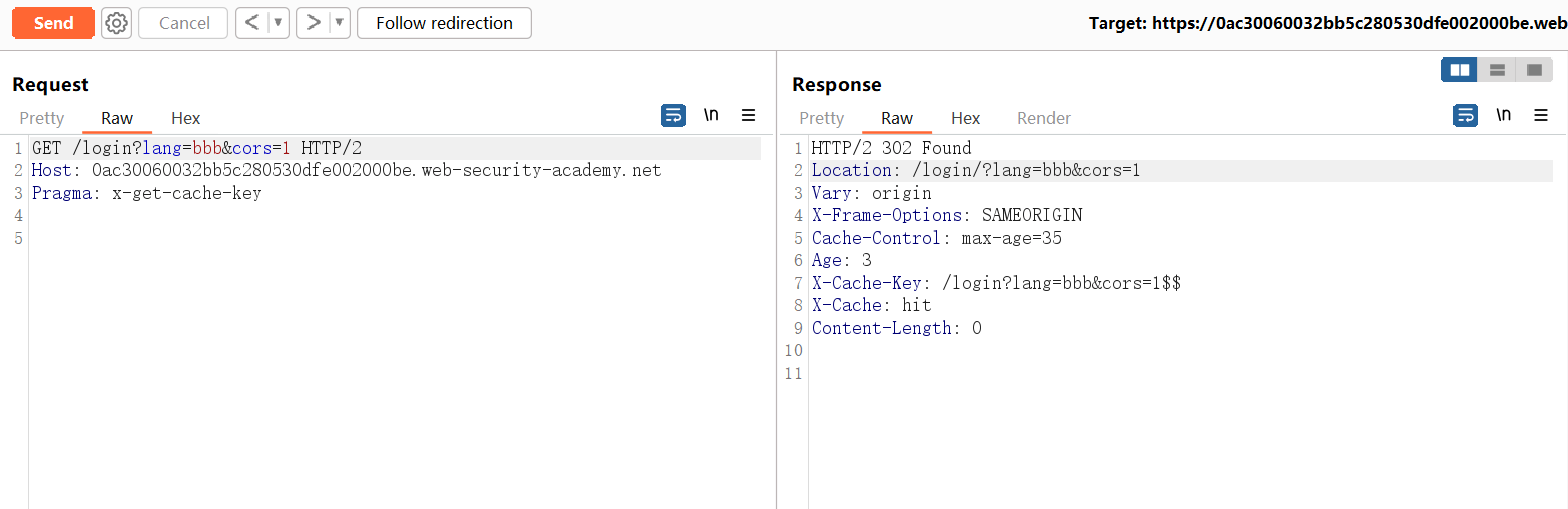 Send Cancel < > Follow redirection Target: https://0ac30060032bb5c280530dfe002000be.web
Request
Pretty Raw Hex \n
1 GET /login?lang=bbb&cors=1 HTTP/2
2 Host: 0ac30060032bb5c280530dfe002000be.web-security-academy.net
3 Pragma: x-get-cache-key
4
5
Response
Pretty Raw Hex Render \n
1 HTTP/2 302 Found
2 Location: /login/?lang=bbb&cors=1
3 Vary: origin
4 X-Frame-Options: SAMEORIGIN
5 Cache-Control: max-age=35
6 Age: 3
7 X-Cache-Key: /login?lang=bbb&cors=1$$
8 X-Cache: hit
9 Content-Length: 0
10
11